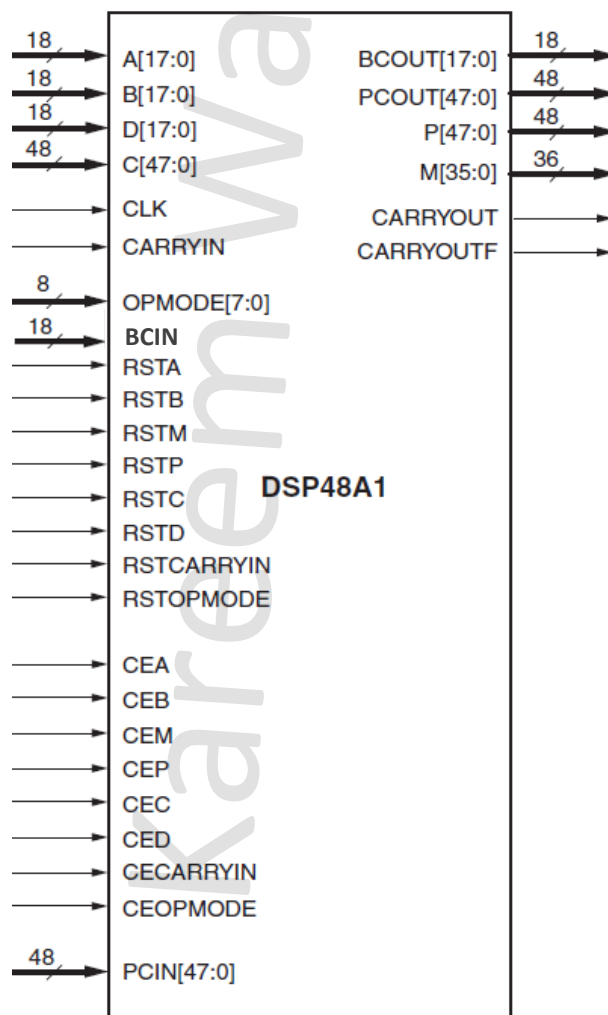 18 A[17:0] BCOUT[17:0] 18
18 B[17:0] PCOUT[47:0] 48
18 D[17:0] P[47:0] 48
48 C[47:0] M[35:0] 36
CLK CARRYOUT
CARRYIN CARRYOUTF
8 OPMODE[7:0]
18 BCIN
RSTA
RSTB
RSTM
RSTP
DSP48A1
RSTC
RSTD
RSTCARRYIN
RSTOPMODE
CEA
CEB
CEM
CEP
CEC
CED
CECARRYIN
CEOPMODE
48 PCIN[47:0]
Kareem Wa